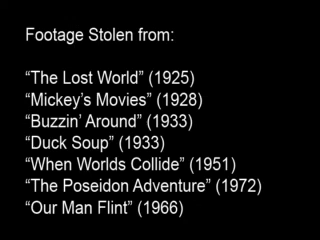 Footage Stolen from:
“The Lost World” (1925)
“Mickey’s Movies” (1928)
“Buzzin’ Around” (1933)
“Duck Soup” (1933)
“When Worlds Collide” (1951)
“The Poseidon Adventure” (1972)
“Our Man Flint” (1966)